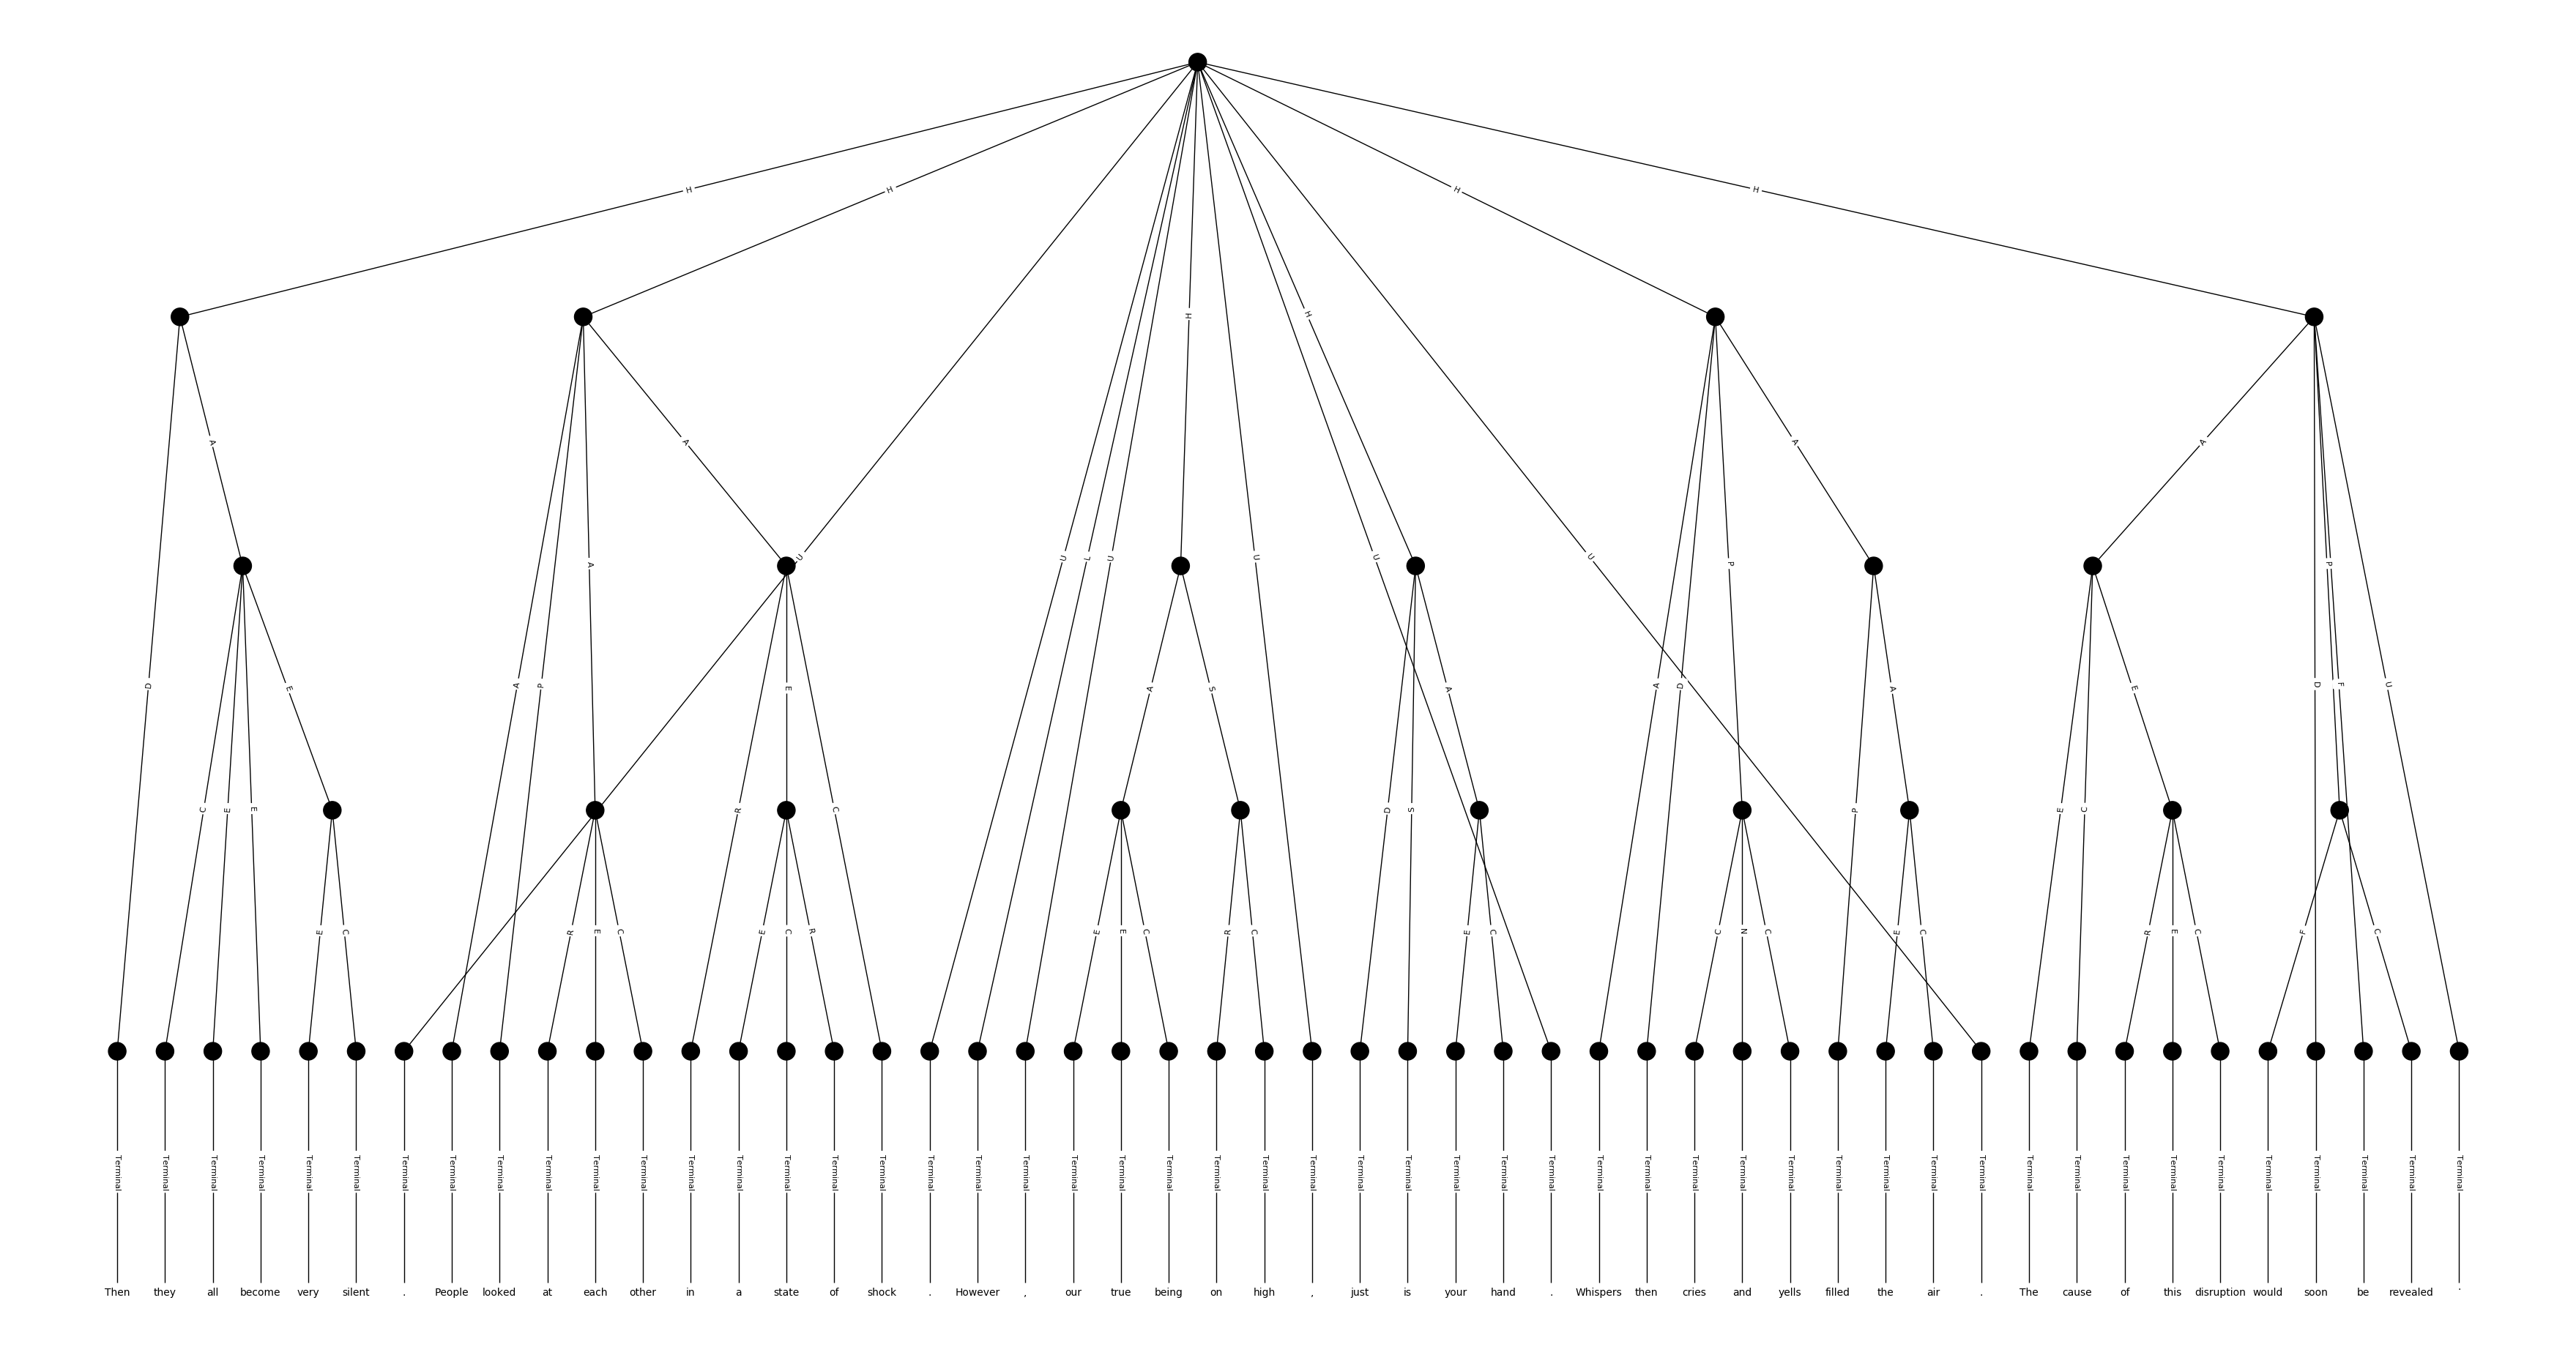 H H H H H H
A A A A
D A U U L U U U U P P
C E E E A P E R E C A S D S A A D P A E C E D F U
E C R E C E C R E E C R C E C C N C E C R E C F C
Terminal Terminal Terminal Terminal Terminal Terminal Terminal Terminal Terminal Terminal Terminal Terminal Terminal Terminal Terminal Terminal Terminal Terminal Terminal Terminal Terminal Terminal Terminal Terminal Terminal Terminal Terminal Terminal Terminal Terminal Terminal Terminal Terminal Terminal Terminal Terminal Terminal Terminal Terminal Terminal Terminal Terminal Terminal Terminal Terminal Terminal Terminal Terminal Terminal Terminal
Then they all become very silent . People looked at each other in a state of shock . However , our true being on high , just is your hand . Whispers then cries and yells filled the air . The cause of this disruption would soon be revealed .